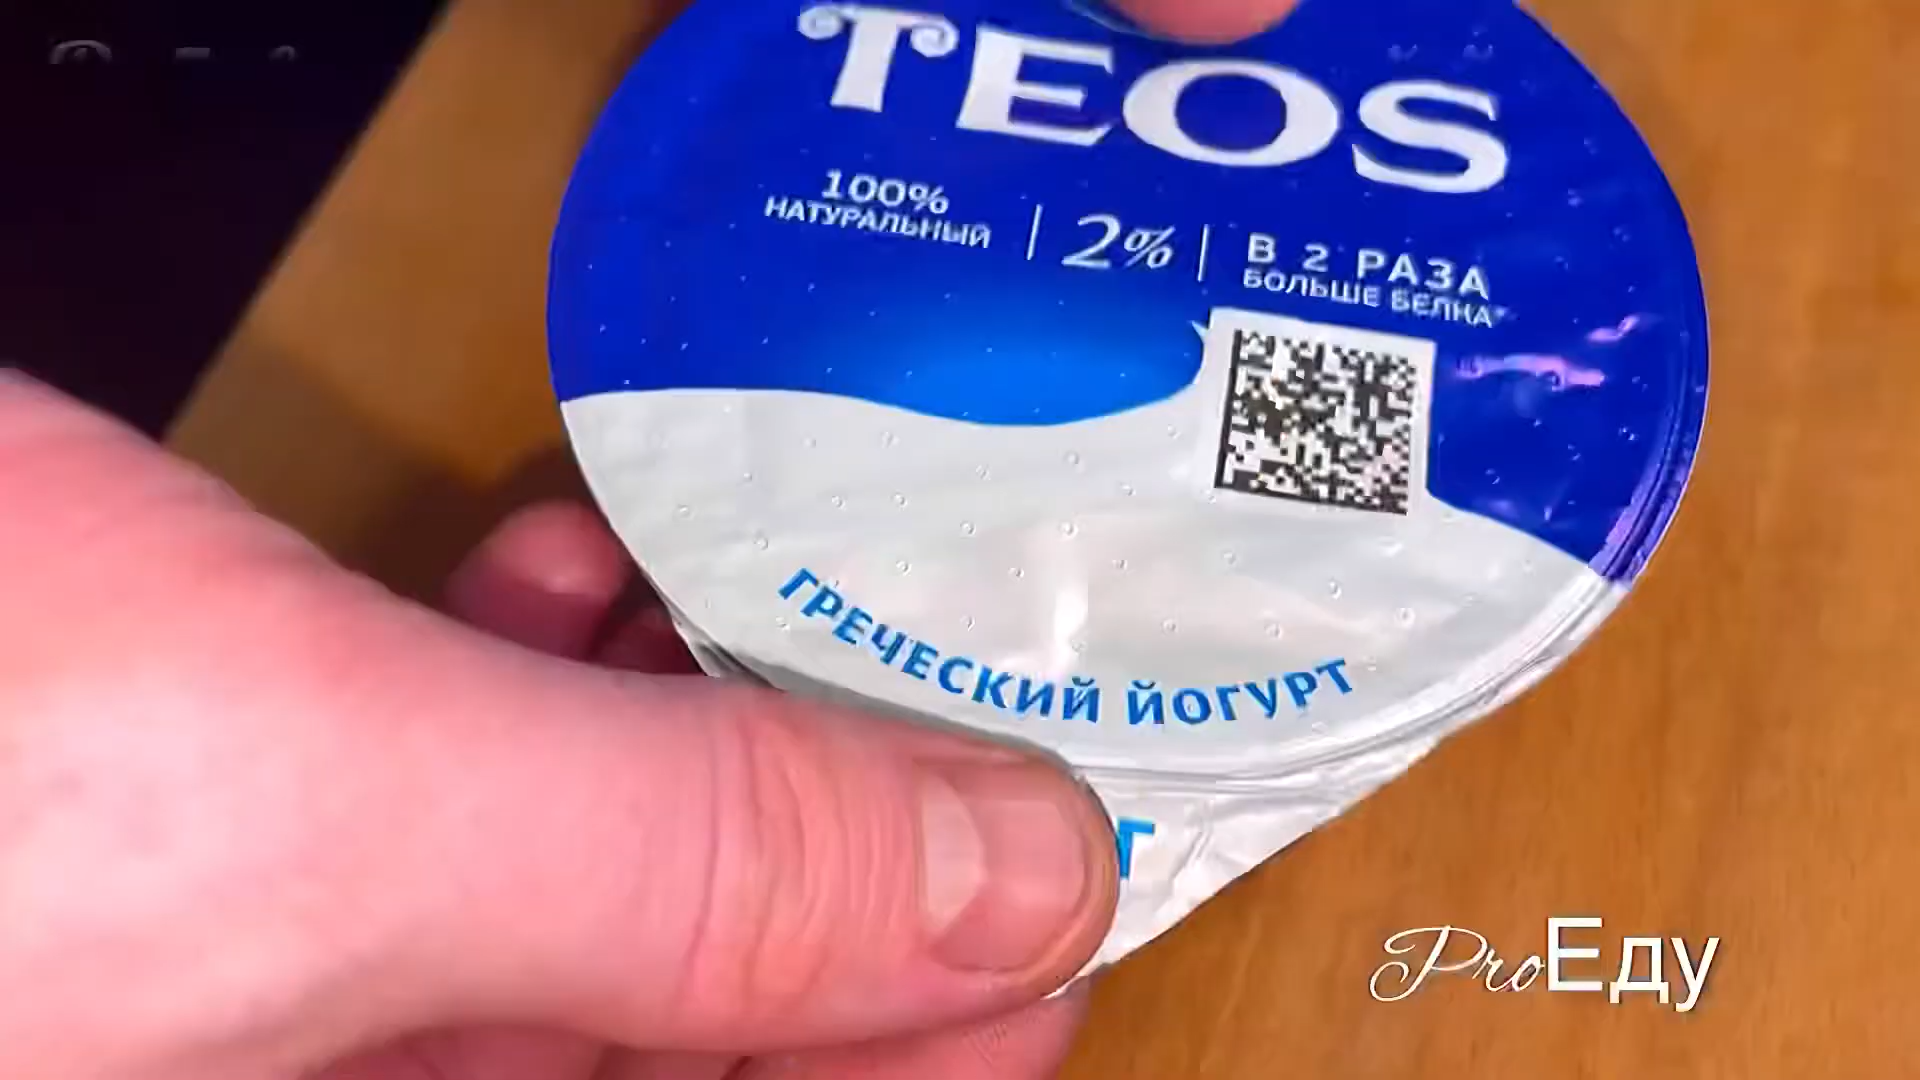 TEOS
100%
НАТУРАЛЬНЫЙ
2%
В 2 РАЗА
БОЛЬШЕ БЕЛКА*
ГРЕЧЕСКИЙ ЙОГУРТ
Т
ProЕду